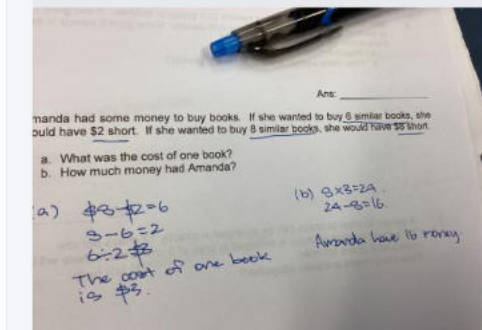 Ans:
manda had some money to buy books. If she wanted to buy 6 similar books, she
ould have $2 short. If she wanted to buy 8 similar books, she would have $8 short.
a. What was the cost of one book?
b. How much money had Amanda?
a) $8-$2=6
8-6=2
6÷2=$3
The cost of one book
is $3.
(b) 8×3=24.
24-8=16.
Amanda have 16 money.